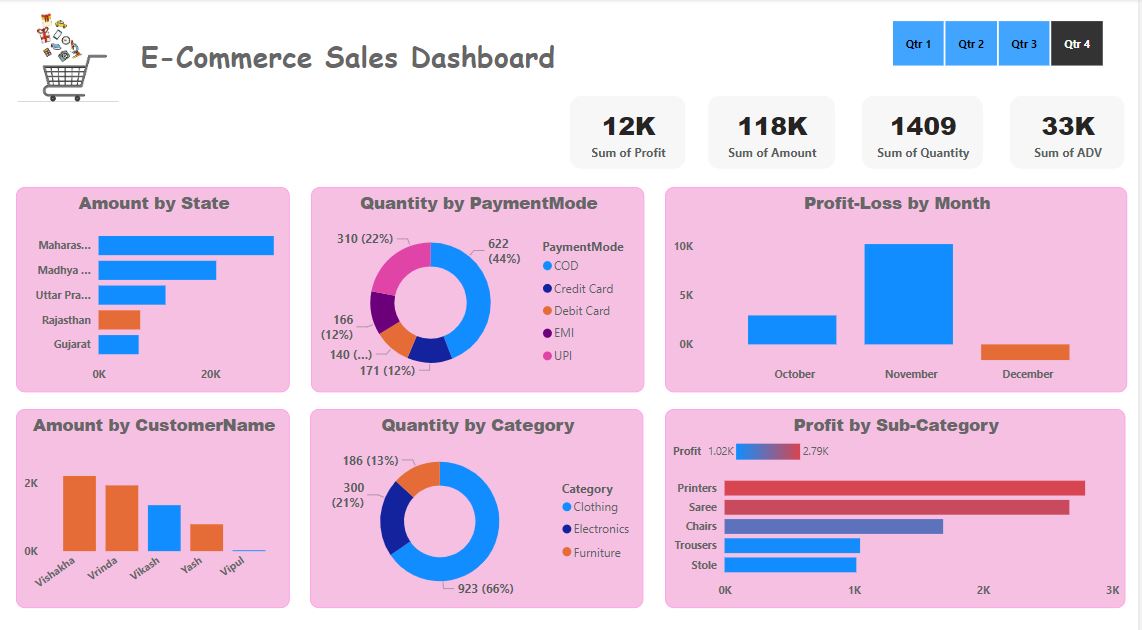 E-Commerce Sales Dashboard
Qtr 1
Qtr 2
Qtr 3
Qtr 4
12K
Sum of Profit
118K
Sum of Amount
1409
Sum of Quantity
33K
Sum of ADV
Amount by State
Maharas...
Madhya ...
Uttar Pra...
Rajasthan
Gujarat
0K
20K
Quantity by PaymentMode
310 (22%)
622
(44%)
166
(12%)
140 (...)
171 (12%)
PaymentMode
COD
Credit Card
Debit Card
EMI
UPI
Profit-Loss by Month
10K
5K
0K
October
November
December
Amount by CustomerName
2K
0K
Vishakha
Vrinda
Vikash
Yash
Vipul
Quantity by Category
186 (13%)
300
(21%)
923 (66%)
Category
Clothing
Electronics
Furniture
Profit by Sub-Category
Profit 1.02K 2.79K
Printers
Saree
Chairs
Trousers
Stole
0K
1K
2K
3K